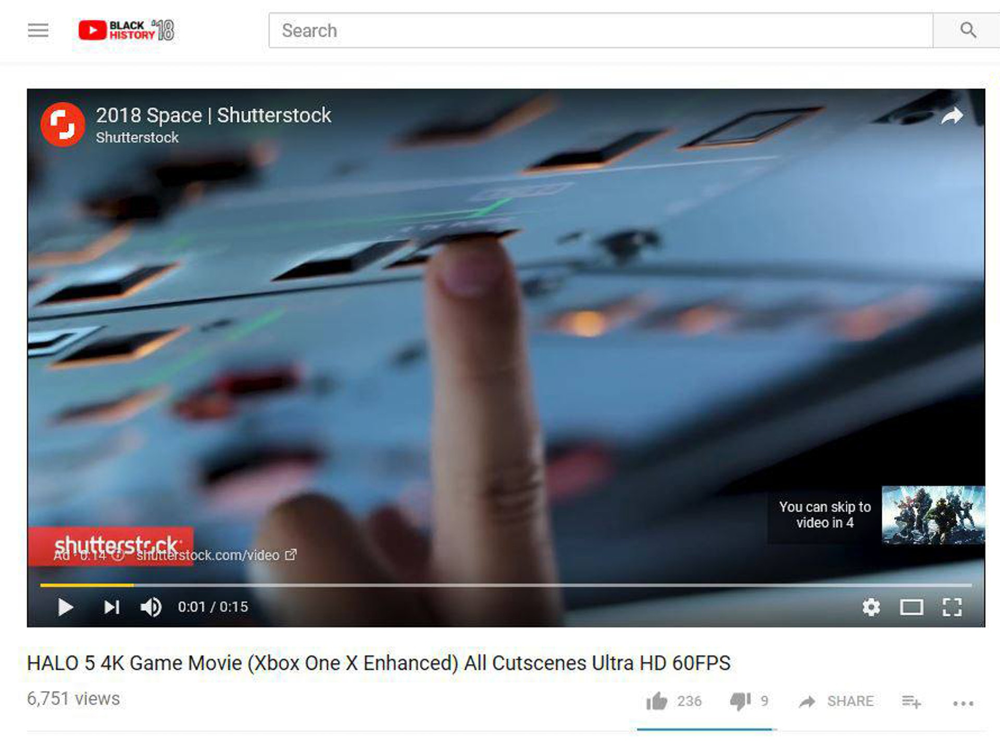 BLACK '18
HISTORY
Search
2018 Space | Shutterstock
Shutterstock
You can skip to
video in 4
shutterstock
Ad · 0:14 shutterstock.com/video
0:01 / 0:15
HALO 5 4K Game Movie (Xbox One X Enhanced) All Cutscenes Ultra HD 60FPS
6,751 views
236 9 SHARE